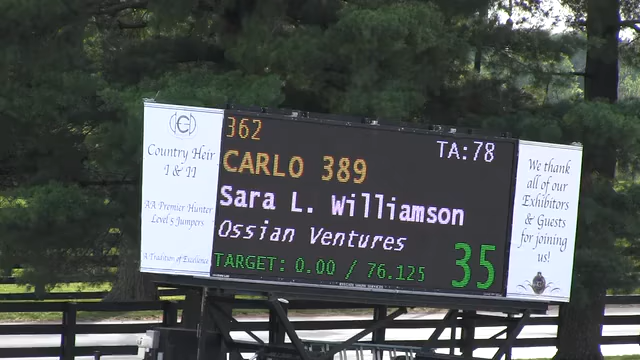 Country Heir
I & II
AA Premier Hunter
Level 5 Jumpers
A Tradition of Excellence
362
TA:78
CARLO 389
Sara L. Williamson
Ossian Ventures
TARGET: 0.00 / 76.125
35
We thank
all of our
Exhibitors
& Guests
for joining
us!